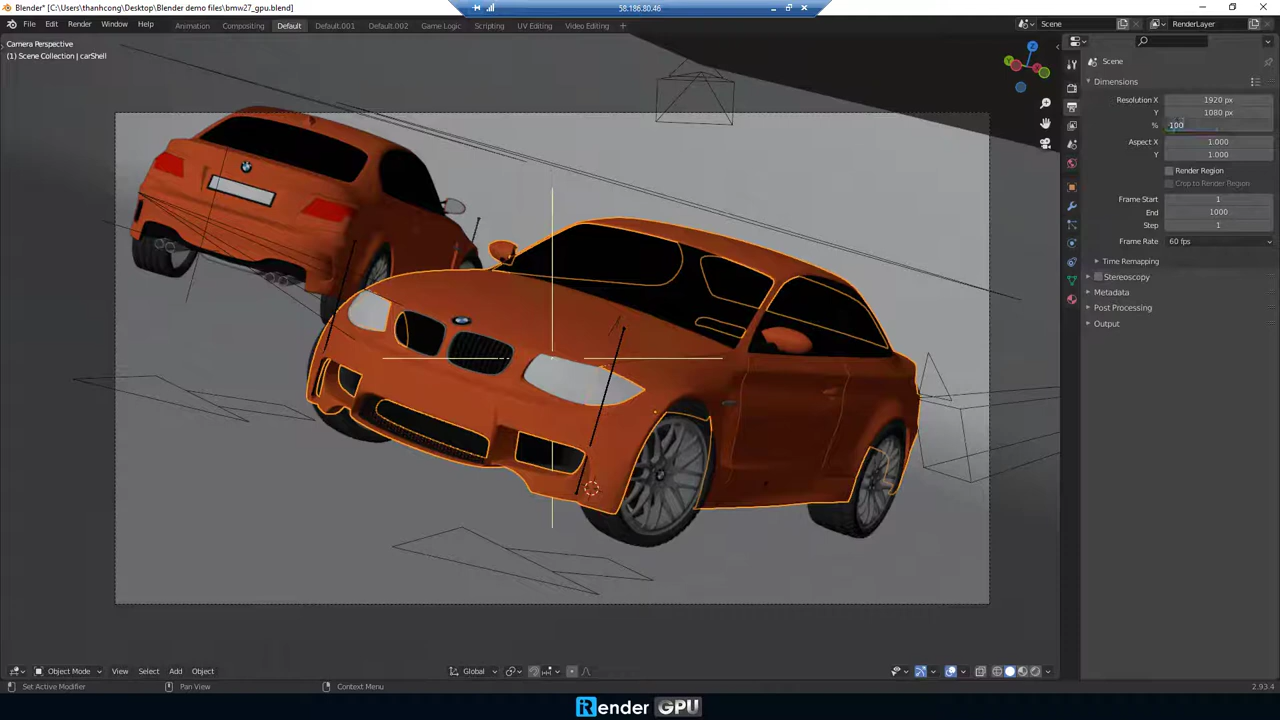 Blender* [C:\Users\thanhcong\Desktop\Blender demo files\bmw27_gpu.blend]
58.186.80.46
File Edit Render Window Help
Animation Compositing Default Default.001 Default.002 Game Logic Scripting UV Editing Video Editing +
Scene
RenderLayer
Camera Perspective
(1) Scene Collection | carShell
Scene
Dimensions
Resolution X 1920 px
Y 1080 px
% 100
Aspect X 1.000
Y 1.000
Render Region
Crop to Render Region
Frame Start 1
End 1000
Step 1
Frame Rate 60 fps
Time Remapping
Stereoscopy
Metadata
Post Processing
Output
Object Mode View Select Add Object
Global
Set Active Modifier
Pan View
Context Menu
2.93.4
iRender GPU